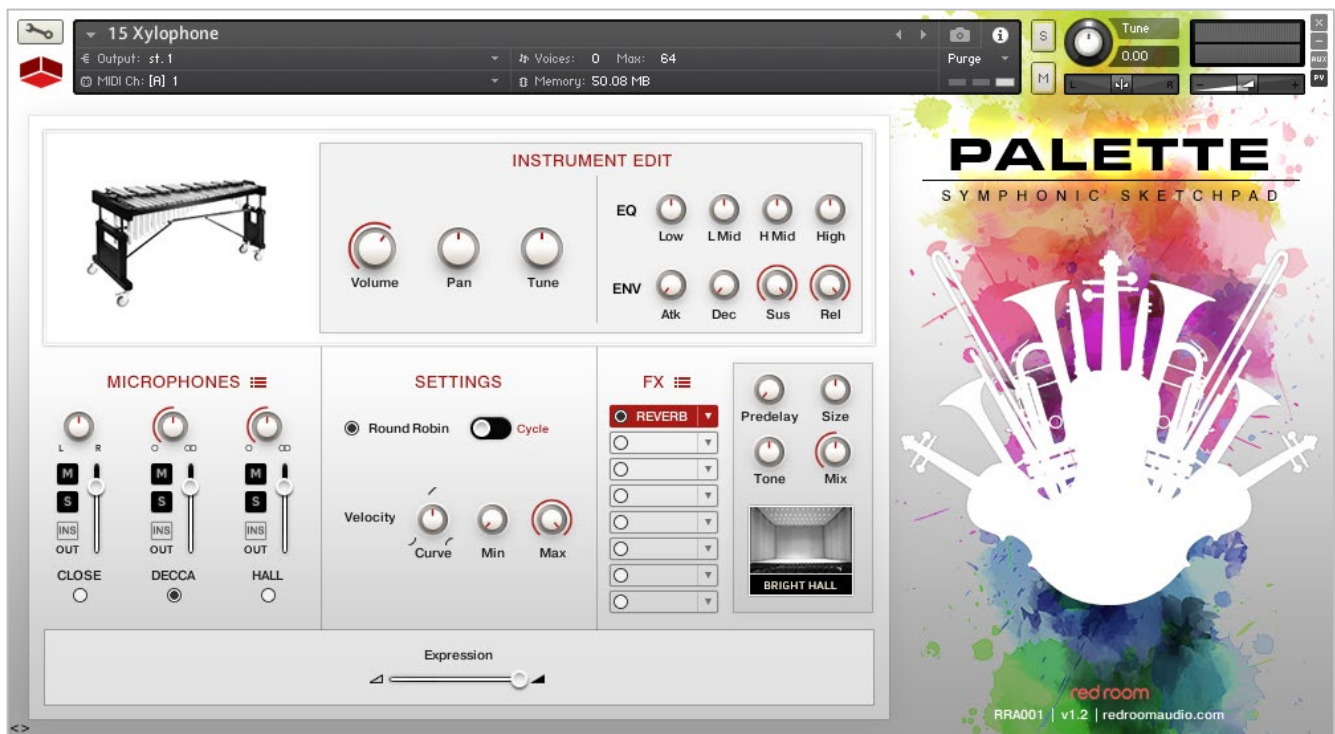 15 Xylophone
Output: st.1
Voices: 0 Max: 64
Purge
MIDI Ch: [A] 1
Memory: 50.08 MB
S
M
Tune
0.00
L R
- +
×
-
AUX
PV
PALETTE
SYMPHONIC SKETCHPAD
INSTRUMENT EDIT
Volume Pan Tune
EQ
Low L Mid H Mid High
ENV
Atk Dec Sus Rel
MICROPHONES
L R
M M M
S S S
INS INS INS
OUT OUT OUT
CLOSE DECCA HALL
SETTINGS
Round Robin Cycle
Velocity
Curve Min Max
FX
REVERB
Predelay Size
Tone Mix
BRIGHT HALL
Expression
red room
RRA001 | v1.2 | redroomaudio.com
<>